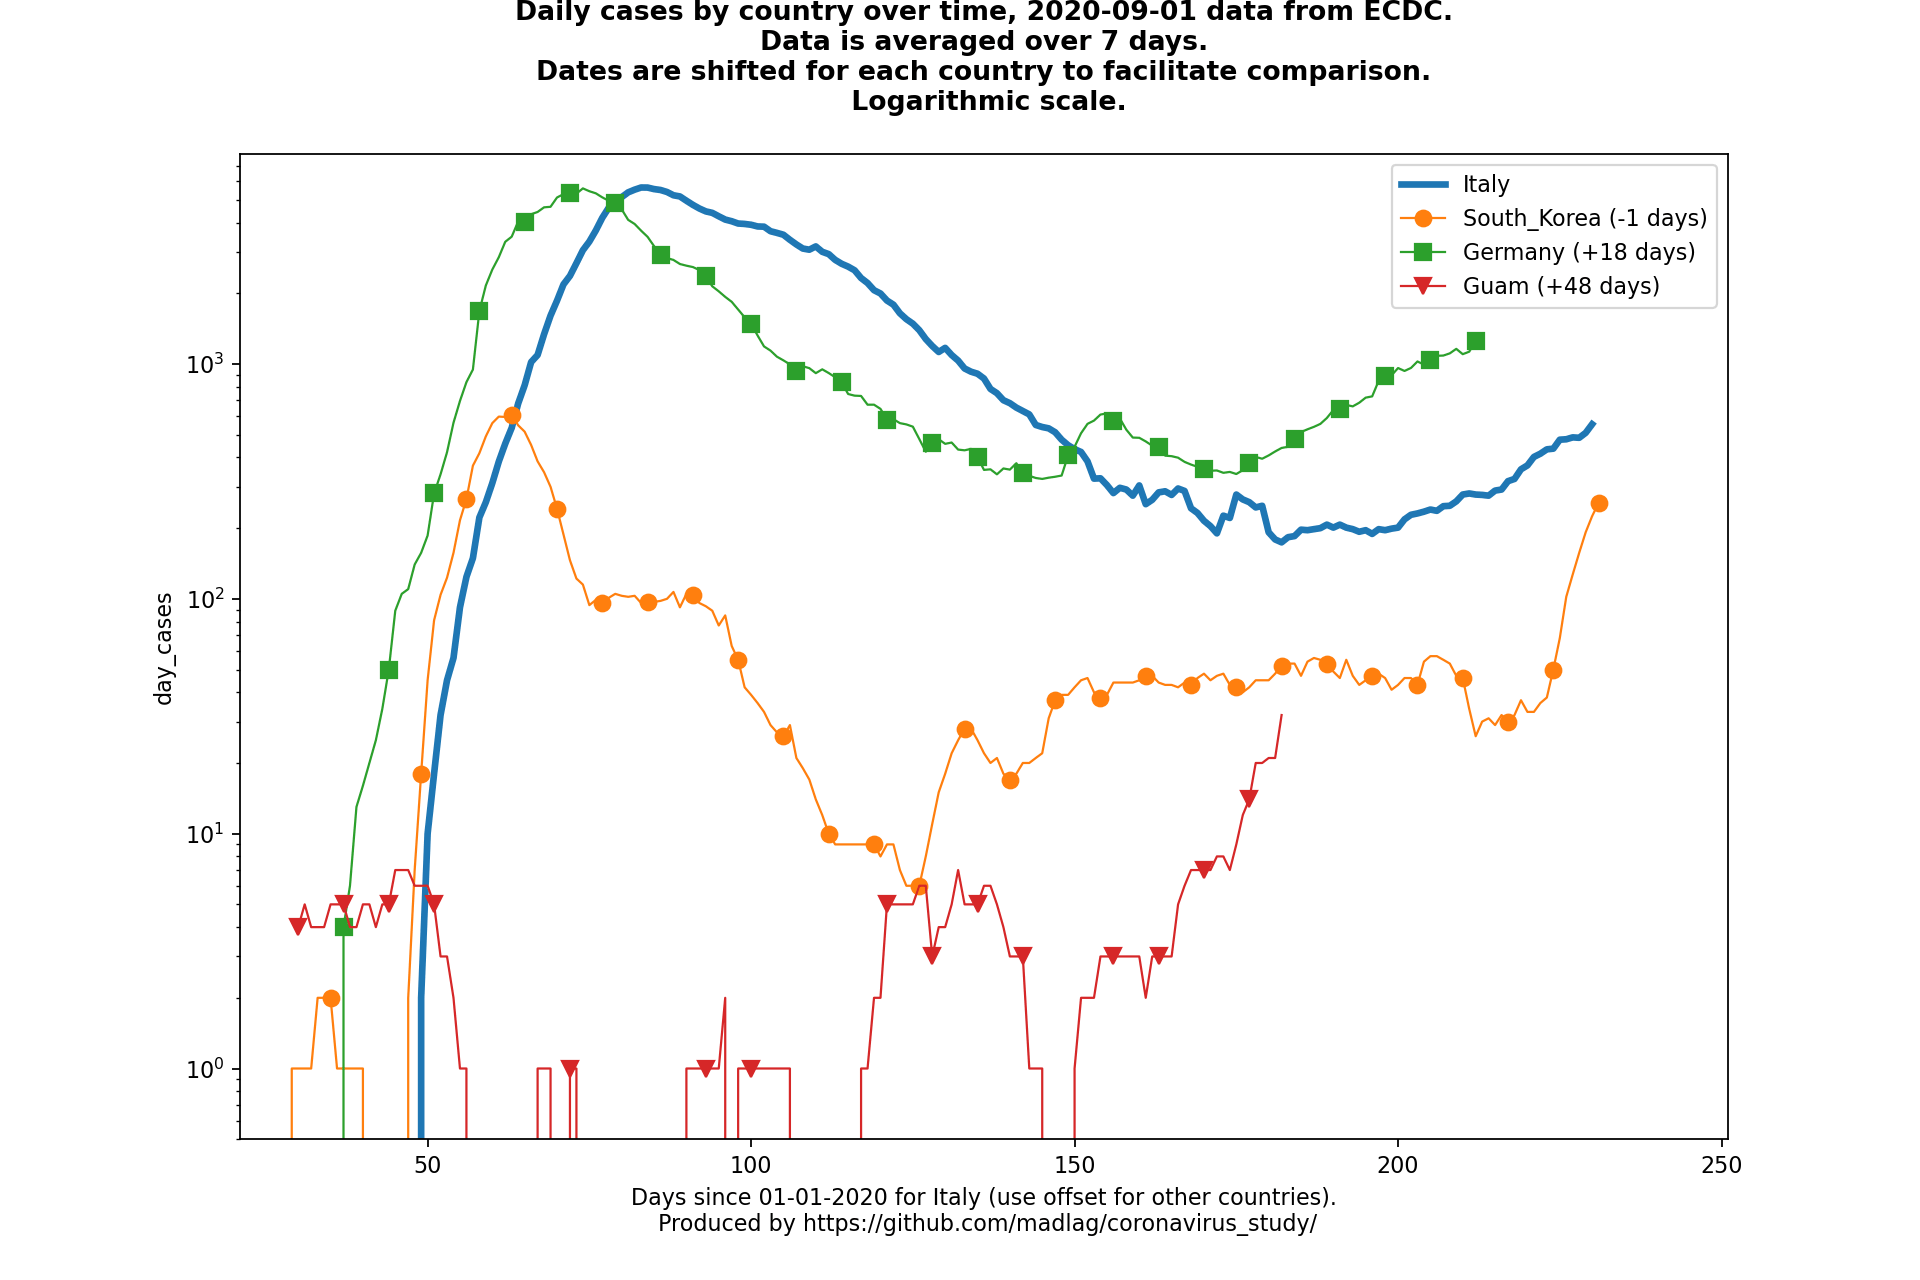 Daily cases by country over time, 2020-09-01 data from ECDC.
Data is averaged over 7 days.
Dates are shifted for each country to facilitate comparison.
Logarithmic scale.
Italy
South_Korea (-1 days)
Germany (+18 days)
Guam (+48 days)
day_cases
10³
10²
10¹
10⁰
50 100 150 200 250
Days since 01-01-2020 for Italy (use offset for other countries).
Produced by https://github.com/madlag/coronavirus_study/